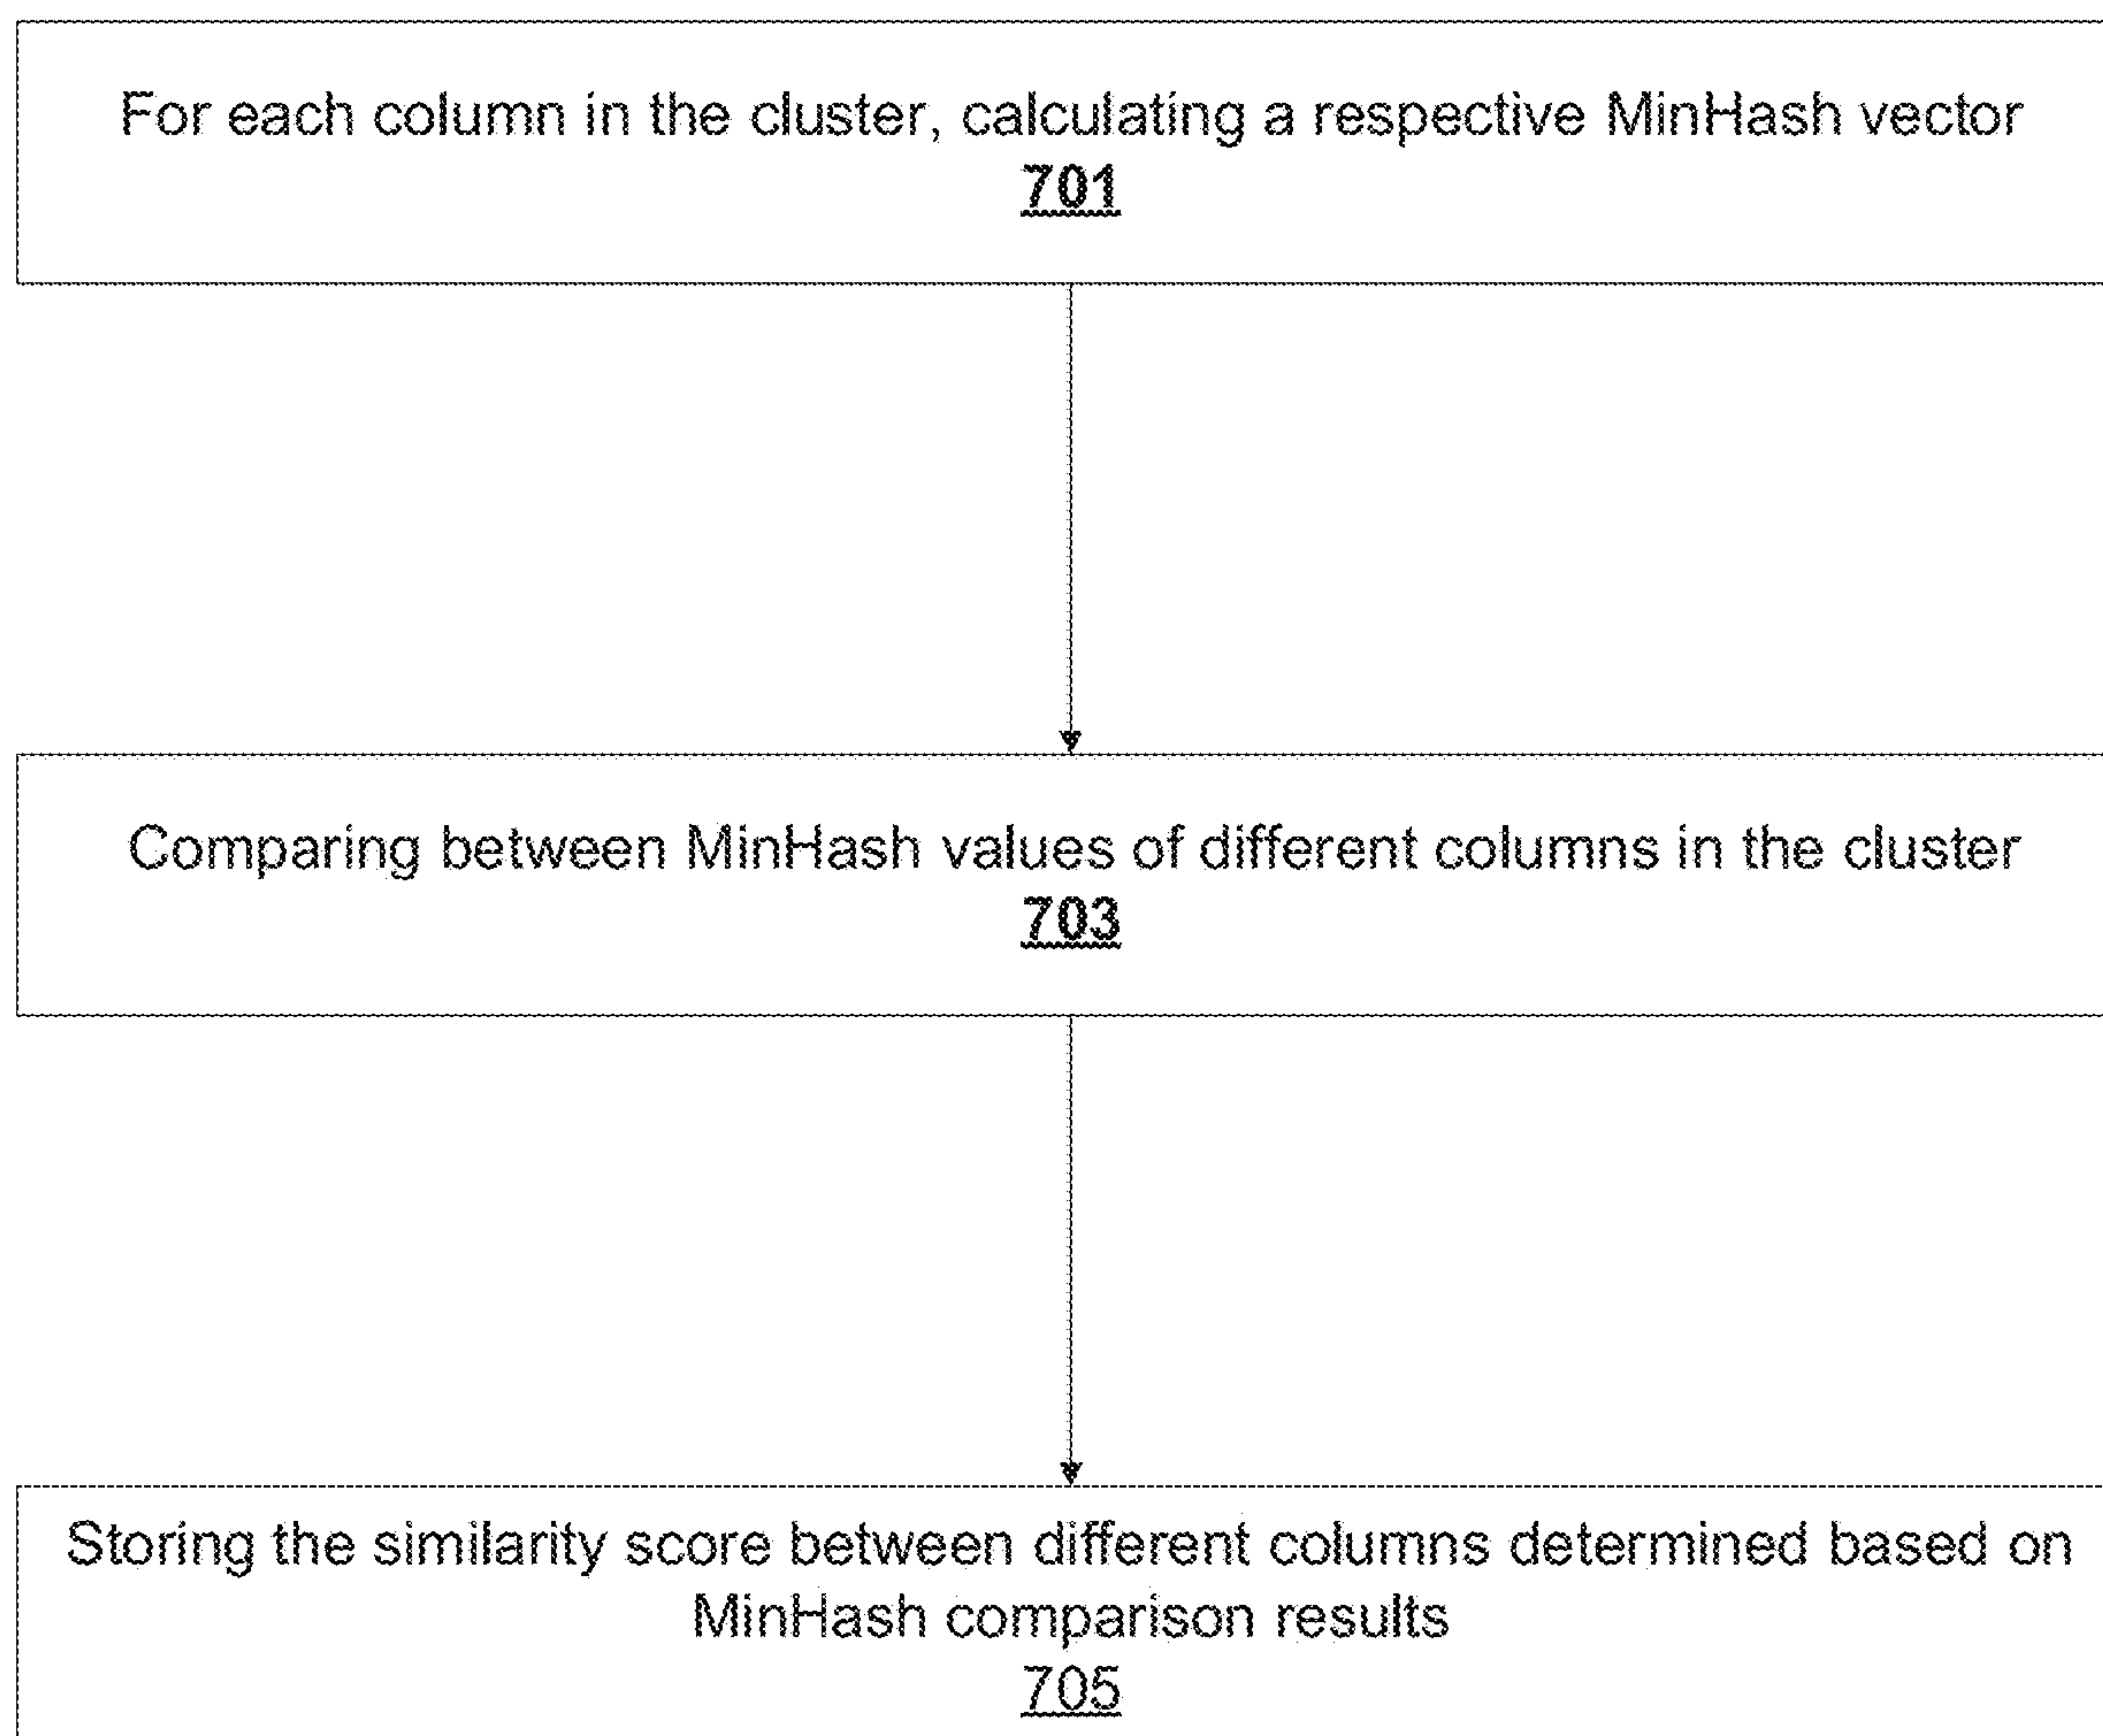 For each column in the cluster, calculating a respective MinHash vector
701
Comparing between MinHash values of different columns in the cluster
703
Storing the similarity score between different columns determined based on
MinHash comparison results
705